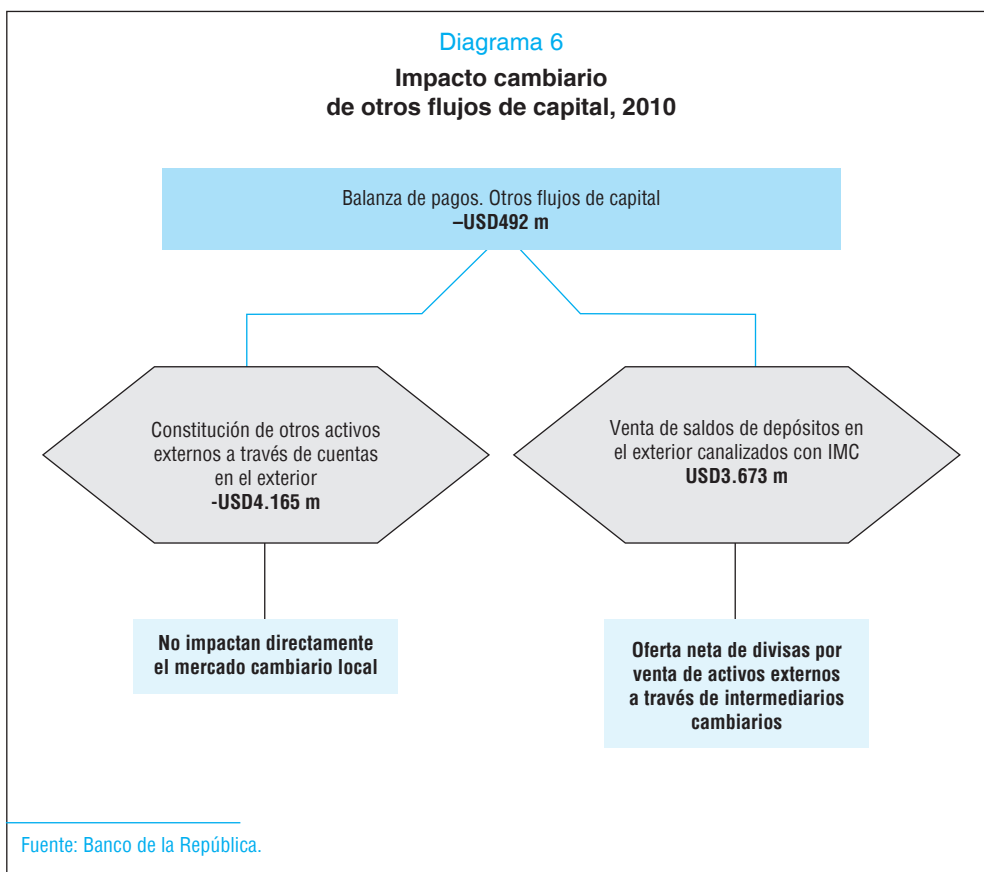 Diagrama 6
Impacto cambiario
de otros flujos de capital, 2010
Balanza de pagos. Otros flujos de capital
–USD492 m
Constitución de otros activos
externos a través de cuentas
en el exterior
-USD4.165 m
Venta de saldos de depósitos en
el exterior canalizados con IMC
USD3.673 m
No impactan directamente
el mercado cambiario local
Oferta neta de divisas por
venta de activos externos
a través de intermediarios
cambiarios
Fuente: Banco de la República.